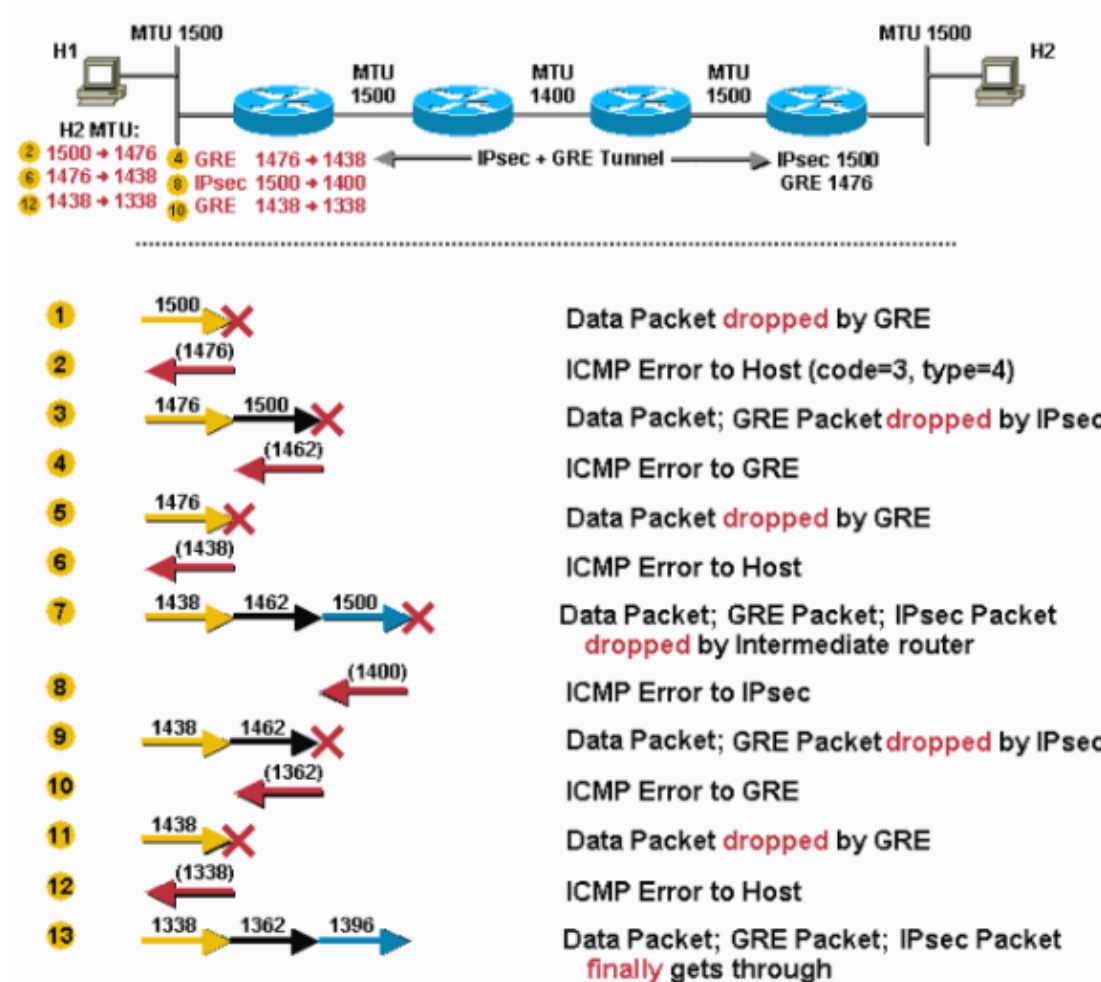 MTU 1500
MTU 1500
H1
H2
MTU
1500
MTU
1400
MTU
1500
H2 MTU:
2 1500 → 1476
6 1476 → 1438
12 1438 → 1338
4 GRE 1476 → 1438
8 IPsec 1500 → 1400
10 GRE 1438 → 1338
IPsec + GRE Tunnel
IPsec 1500
GRE 1476
1 1500 Data Packet dropped by GRE
2 (1476) ICMP Error to Host (code=3, type=4)
3 1476 1500 Data Packet; GRE Packet dropped by IPsec
4 (1462) ICMP Error to GRE
5 1476 Data Packet dropped by GRE
6 (1438) ICMP Error to Host
7 1438 1462 1500 Data Packet; GRE Packet; IPsec Packet
dropped by Intermediate router
8 (1400) ICMP Error to IPsec
9 1438 1462 Data Packet; GRE Packet dropped by IPsec
10 (1362) ICMP Error to GRE
11 1438 Data Packet dropped by GRE
12 (1338) ICMP Error to Host
13 1338 1362 1396 Data Packet; GRE Packet; IPsec Packet
finally gets through